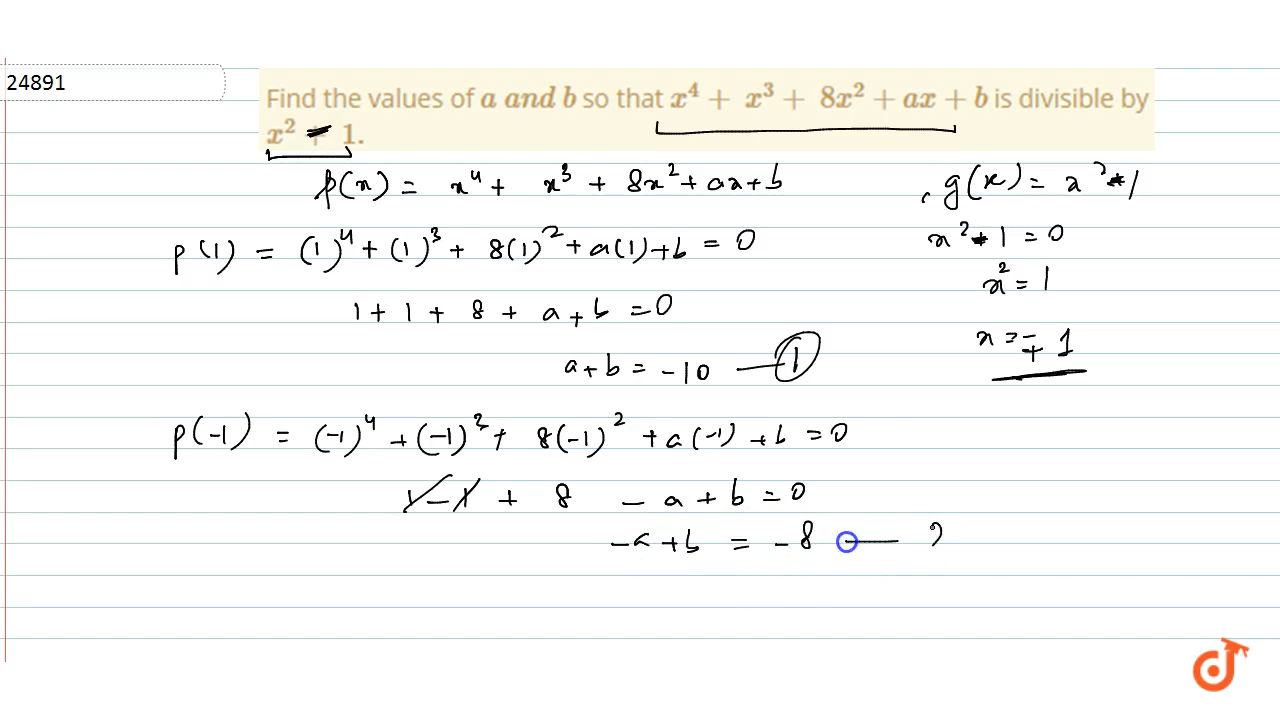 24891
Find the values of a and b so that x⁴ + x³ + 8x² + ax + b is divisible by
x² - 1.
p(x) = x⁴ + x³ + 8x² + ax + b
g(x) = x² - 1
x² - 1 = 0
x² = 1
x = ∓ 1
p(1) = (1)⁴ + (1)³ + 8(1)² + a(1) + b = 0
1 + 1 + 8 + a + b = 0
a + b = -10 — 1
p(-1) = (-1)⁴ + (-1)³ + 8(-1)² + a(-1) + b = 0
1 - 1 + 8 - a + b = 0
-a + b = -8 — 2